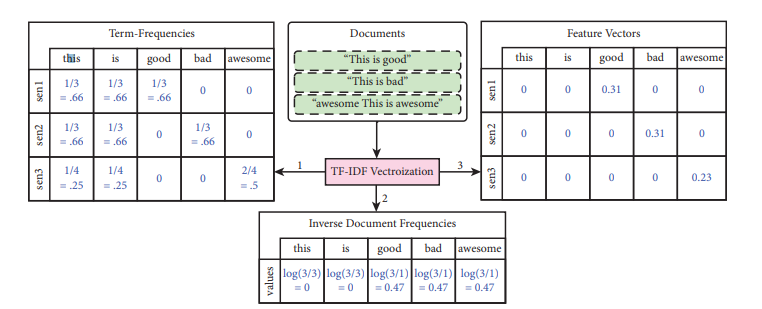 Term-Frequencies
this is good bad awesome
sen1 1/3 = .66 1/3 = .66 1/3 = .66 0 0
sen2 1/3 = .66 1/3 = .66 0 1/3 = .66 0
sen3 1/4 = .25 1/4 = .25 0 0 2/4 = .5
Documents
“This is good”
“This is bad”
“awesome This is awesome”
1 TF-IDF Vectroization 3
2
Feature Vectors
this is good bad awesome
sen1 0 0 0.31 0 0
sen2 0 0 0 0.31 0
sen3 0 0 0 0 0.23
Inverse Document Frequencies
this is good bad awesome
values log(3/3) = 0 log(3/3) = 0 log(3/1) = 0.47 log(3/1) = 0.47 log(3/1) = 0.47